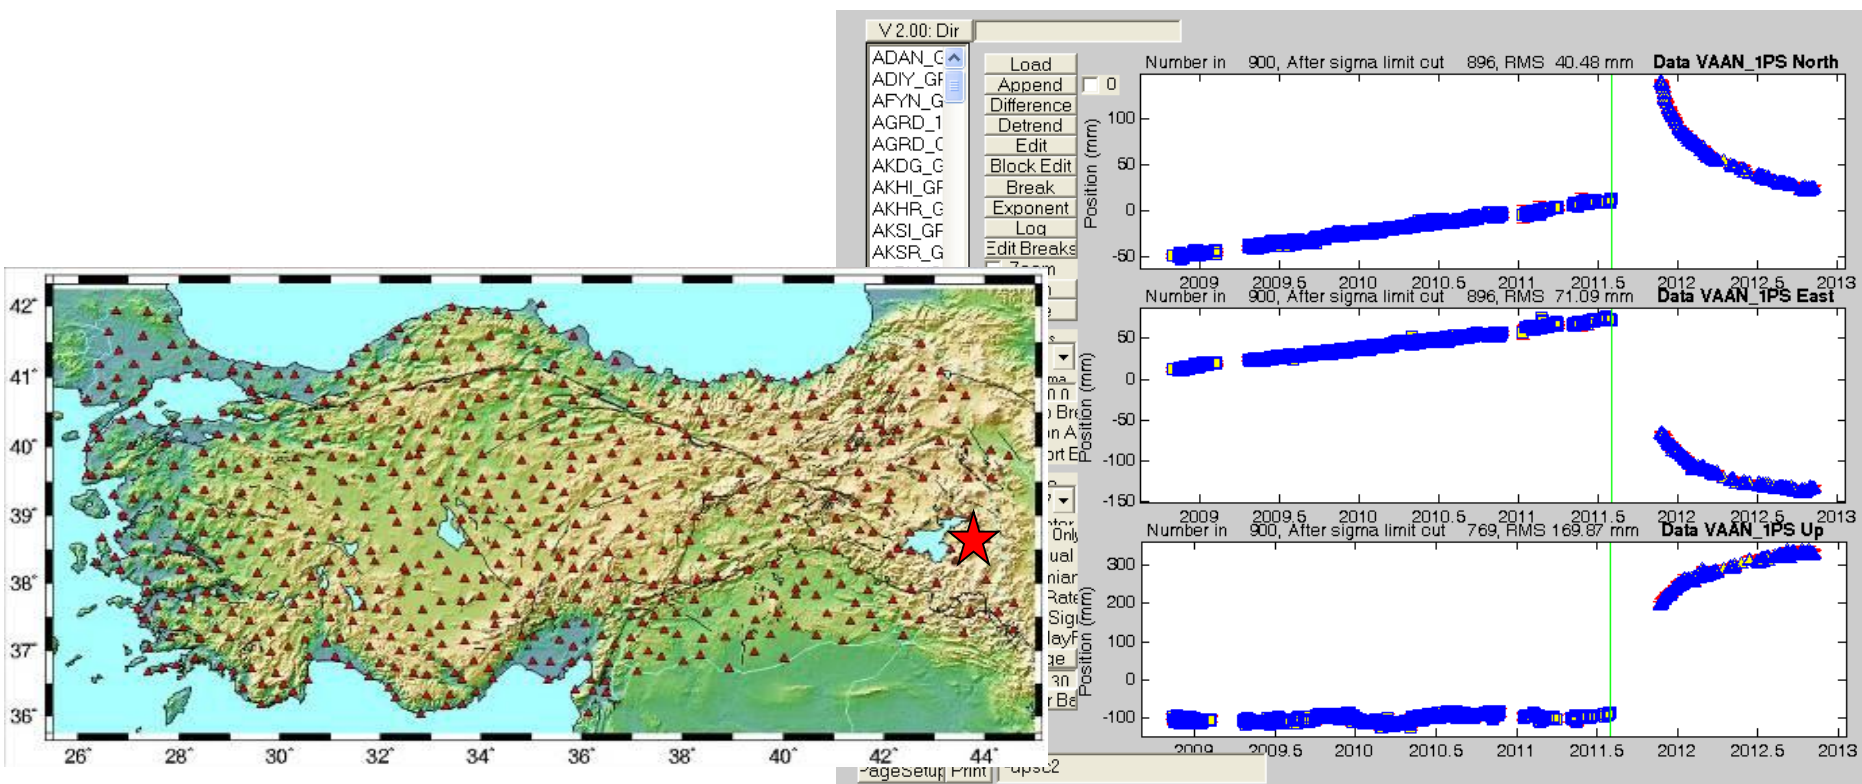 V 2.00: Dir
ADAN_G
ADIY_GF
AFYN_G
AGRD_1
AGRD_C
AKDG_G
AKHI_GF
AKHR_G
AKSI_GF
AKSR_G
Load
Append
Difference
Detrend
Edit
Block Edit
Break
Exponent
Log
Edit Breaks
0
Number in 900, After sigma limit cut 896, RMS 40.48 mm Data VAAN_1PS North
Position (mm)
100
50
0
-50
2009 2009.5 2010 2010.5 2011 2011.5 2012 2012.5 2013
Number in 900, After sigma limit cut 896, RMS 71.09 mm Data VAAN_1PS East
Position (mm)
50
0
-50
-100
-150
2009 2009.5 2010 2010.5 2011 2011.5 2012 2012.5 2013
Number in 900, After sigma limit cut 769, RMS 169.87 mm Data VAAN_1PS Up
Position (mm)
300
200
100
0
-100
2009 2009.5 2010 2010.5 2011 2011.5 2012 2012.5 2013
Only
ual
Rate
30
PageSetup Print -dpsc2
42°
41°
40°
39°
38°
37°
36°
26° 28° 30° 32° 34° 36° 38° 40° 42° 44°